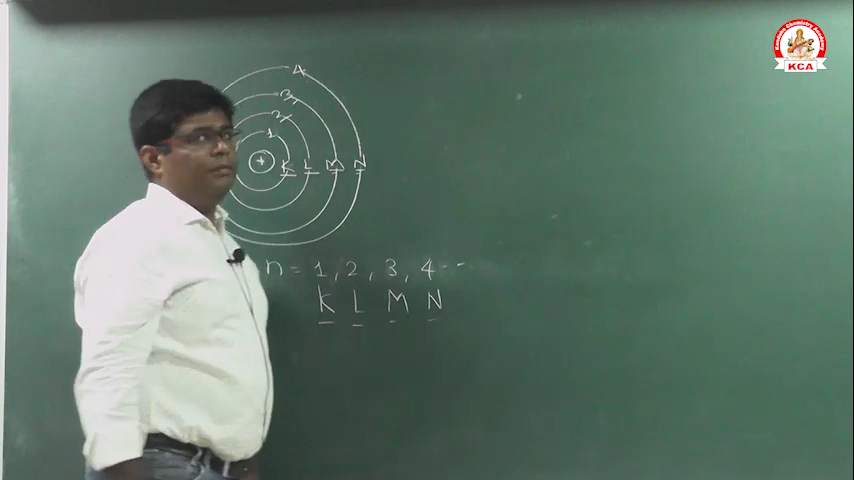 4
3
2
1
+
K L M N
n = 1, 2, 3, 4 --
K L M N
KCA